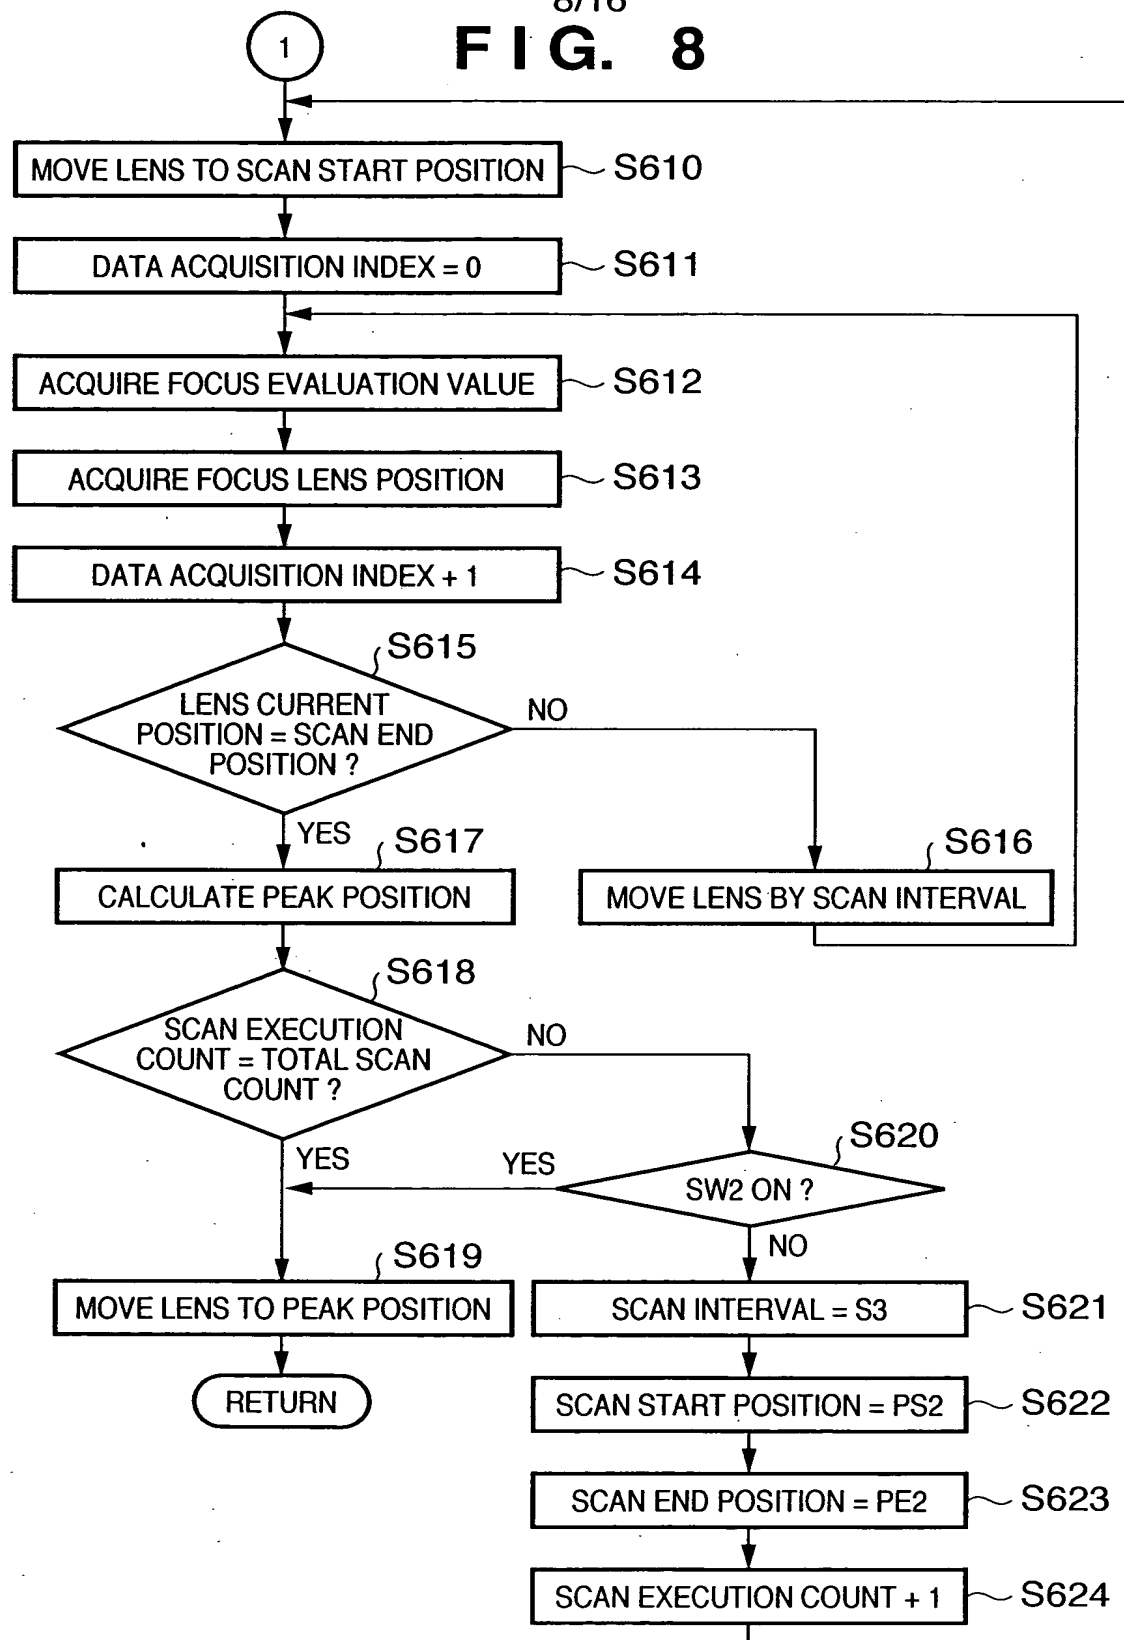 8/16
FIG. 8
1
MOVE LENS TO SCAN START POSITION
S610
DATA ACQUISITION INDEX = 0
S611
ACQUIRE FOCUS EVALUATION VALUE
S612
ACQUIRE FOCUS LENS POSITION
S613
DATA ACQUISITION INDEX + 1
S614
S615
LENS CURRENT
POSITION = SCAN END
POSITION ?
NO
YES
S617
CALCULATE PEAK POSITION
S616
MOVE LENS BY SCAN INTERVAL
S618
SCAN EXECUTION
COUNT = TOTAL SCAN
COUNT ?
NO
YES
S620
SW2 ON ?
YES
NO
S619
MOVE LENS TO PEAK POSITION
RETURN
SCAN INTERVAL = S3
S621
SCAN START POSITION = PS2
S622
SCAN END POSITION = PE2
S623
SCAN EXECUTION COUNT + 1
S624